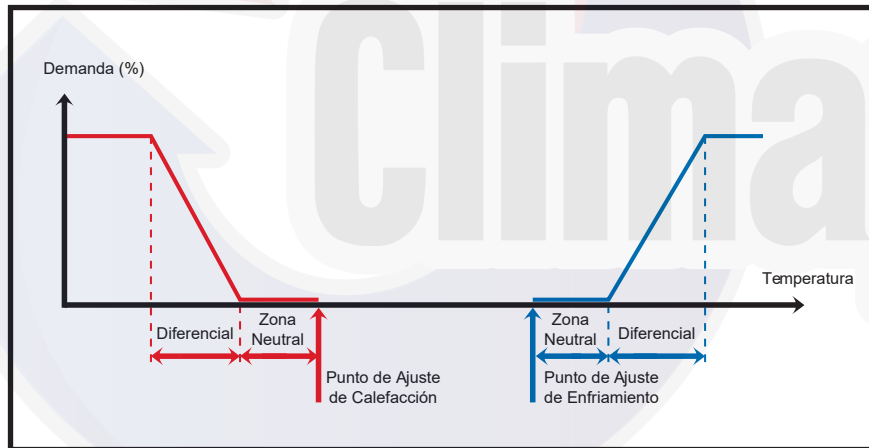 Clima
Demanda (%)
Temperatura
Diferencial
Zona
Neutral
Zona
Neutral
Diferencial
Punto de Ajuste
de Calefacción
Punto de Ajuste
de Enfriamiento